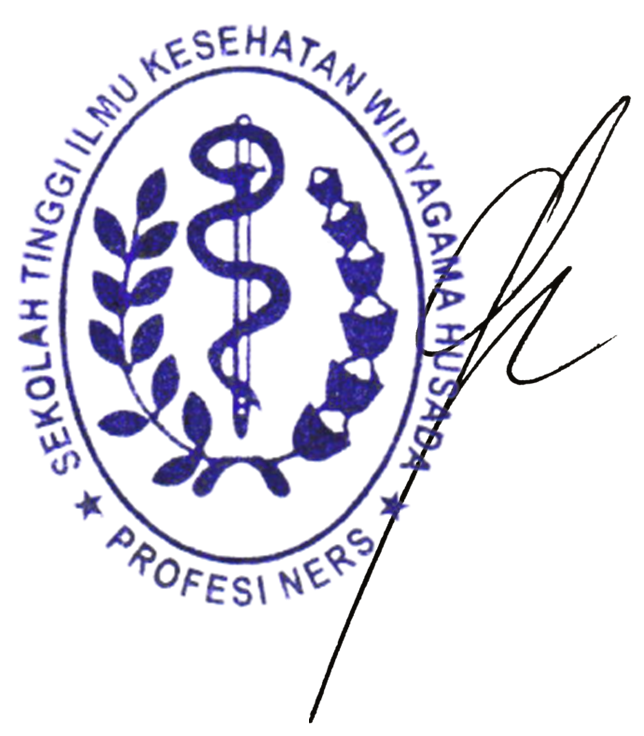 SEKOLAH TINGGI ILMU KESEHATAN WIDYAGAMA HUSADA
PROFESI NERS